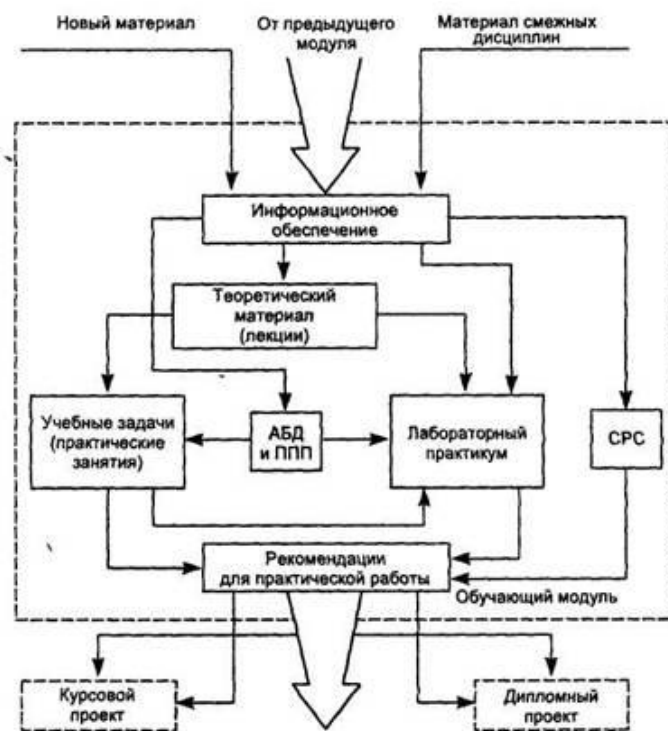 Новый материал
От предыдущего
модуля
Материал смежных
дисциплин
Информационное
обеспечение
Теоретический
материал
(лекции)
Учебные задачи
(практические
занятия)
АБД
и ППП
Лабораторный
практикум
СРС
Рекомендации
для практической работы
Обучающий модуль
Курсовой
проект
Дипломный
проект